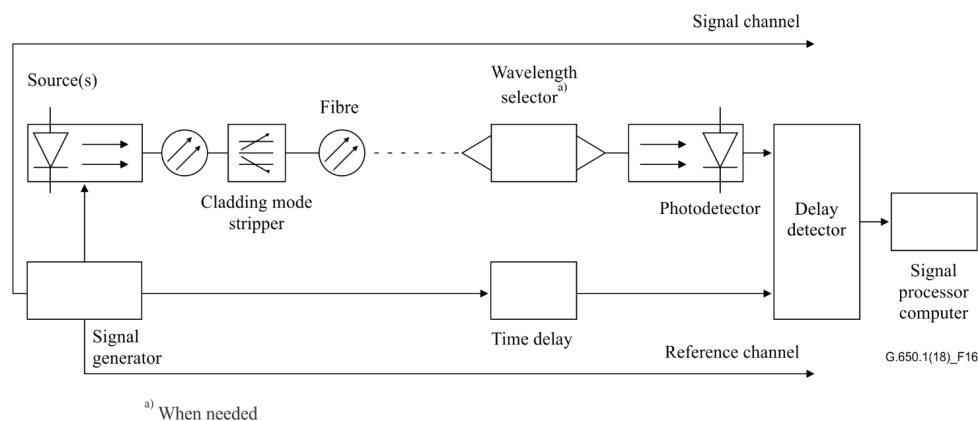 Signal channel
Source(s)
Wavelength
selector a)
Fibre
Cladding mode
stripper
Photodetector
Delay
detector
Signal
processor
computer
Signal
generator
Time delay
Reference channel
G.650.1(18)_F16
a) When needed